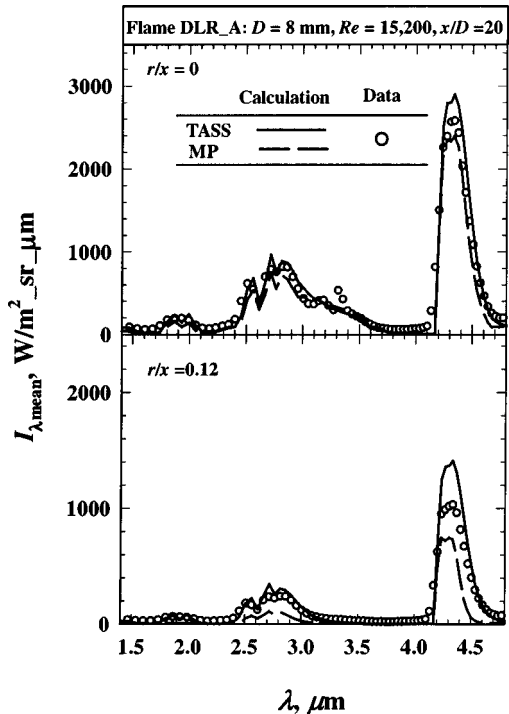 Flame DLR_A: D = 8 mm, Re = 15,200, x/D =20
r/x = 0
Calculation Data
TASS
MP
3000
2000
1000
0
r/x =0.12
2000
1000
0
1.5 2.0 2.5 3.0 3.5 4.0 4.5
I λmean, W/m²_sr_μm
λ, μm